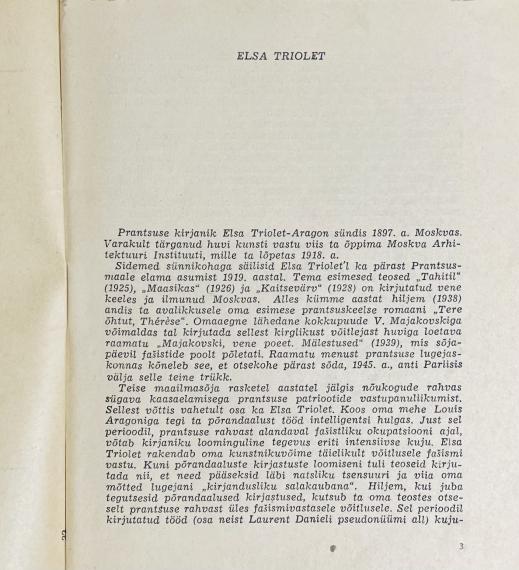 ELSA TRIOLET
Prantsuse kirjanik Elsa Triolet-Aragon sündis 1897. a. Moskvas.
Varakult tärganud huvi kunsti vastu viis ta õppima Moskva Arhi-
tektuuri Instituuti, mille ta lõpetas 1918. a.
Sidemed sünnikohaga säilisid Elsa Triolet'l ka pärast Prantsus-
maale elama asumist 1919. aastal. Tema esimesed teosed „Tahitil"
(1925), „Maasikas" (1926) ja „Kaitsevärv" (1928) on kirjutatud vene
keeles ja ilmunud Moskvas. Alles kümme aastat hiljem (1938)
andis ta avalikkusele oma esimese prantsuskeelse romaani „Tere
õhtut, Thérèse". Omaaegne lähedane kokkupuude V. Majakovskiga
võimaldas tal kirjutada sellest kirglikust võitlejast huviga loetava
raamatu „Majakovski, vene poeet. Mälestused" (1939), mis sõja-
päevil fašistide poolt põletati. Raamatu menust prantsuse lugejas-
konnas kõneleb see, et otsekohe pärast sõda, 1945. a., anti Pariisis
välja selle teine trükk.
Teise maailmasõja rasketel aastatel jälgis nõukogude rahvas
sügava kaasaelamisega prantsuse patriootide vastupanuliikumist.
Sellest võttis vahetult osa ka Elsa Triolet. Koos oma mehe Louis
Aragoniga tegi ta põrandaalust tööd intelligentsi hulgas. Just sel
perioodil, prantsuse rahvast alandaval fašistliku okupatsiooni ajal,
võtab kirjaniku loominguline tegevus eriti intensiivse kuju. Elsa
Triolet rakendab oma kunstnikuvõime täielikult võitlusele fašismi
vastu. Kuni põrandaaluste kirjastuste loomiseni tuli teoseid kirju-
tada nii, et need pääseksid läbi natsliku tsensuuri ja viia oma
mõtted lugejani „kirjandusliku salakaubana". Hiljem, kui juba
tegutsesid põrandaalused kirjastused, kutsub ta oma teostes otse-
selt prantsuse rahvast üles fašismivastasele võitlusele. Sel perioodil
kirjutatud tööd (osa neist Laurent Danieli pseudonüümi all) kuju-
3